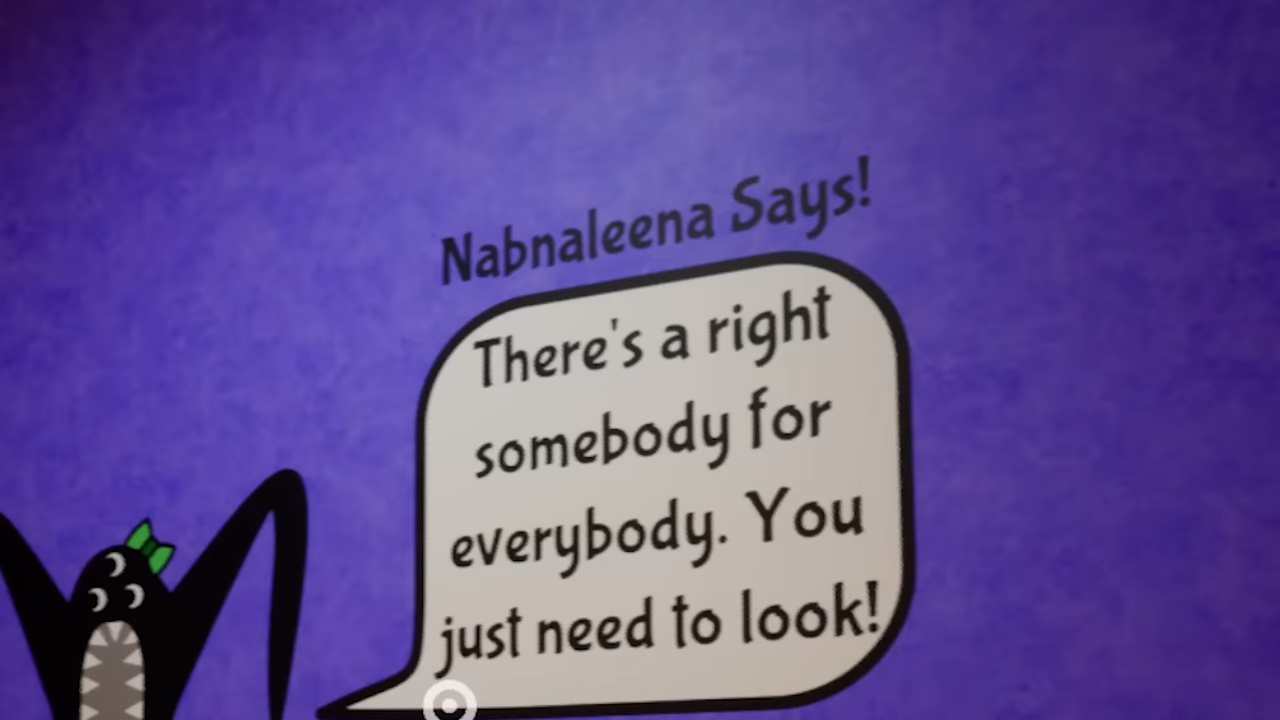 Nabnaleena Says!
There's a right
somebody for
everybody. You
just need to look!